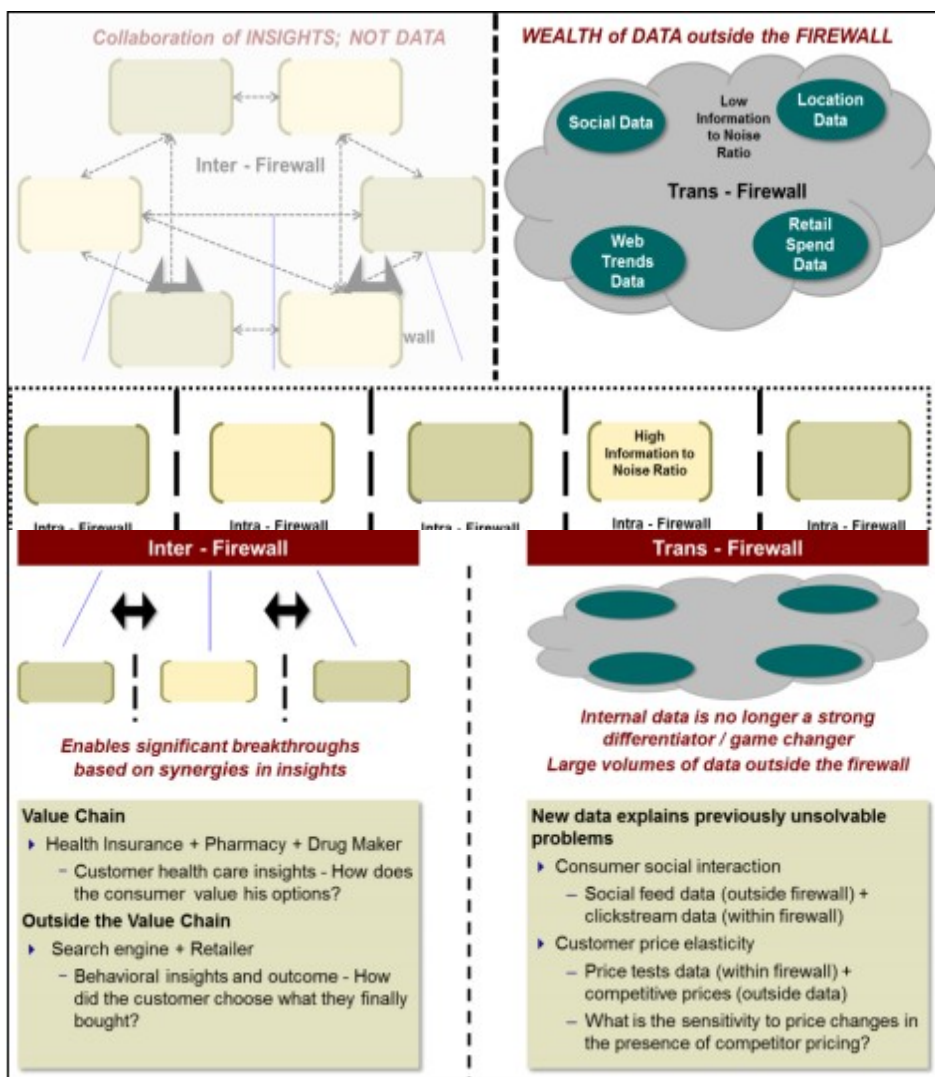 Collaboration of INSIGHTS; NOT DATA
Inter - Firewall
wall
WEALTH of DATA outside the FIREWALL
Social Data
Low
Information
to Noise
Ratio
Location
Data
Trans - Firewall
Web
Trends
Data
Retail
Spend
Data
High
Information to
Noise Ratio
Intra - Firewall
Intra - Firewall
Intra - Firewall
Intra - Firewall
Intra - Firewall
Inter - Firewall
Enables significant breakthroughs
based on synergies in insights
Value Chain
Health Insurance + Pharmacy + Drug Maker
– Customer health care insights - How does
the consumer value his options?
Outside the Value Chain
Search engine + Retailer
– Behavioral insights and outcome - How
did the customer choose what they finally
bought?
Trans - Firewall
Internal data is no longer a strong
differentiator / game changer
Large volumes of data outside the firewall
New data explains previously unsolvable
problems
Consumer social interaction
– Social feed data (outside firewall) +
clickstream data (within firewall)
Customer price elasticity
– Price tests data (within firewall) +
competitive prices (outside data)
– What is the sensitivity to price changes in
the presence of competitor pricing?